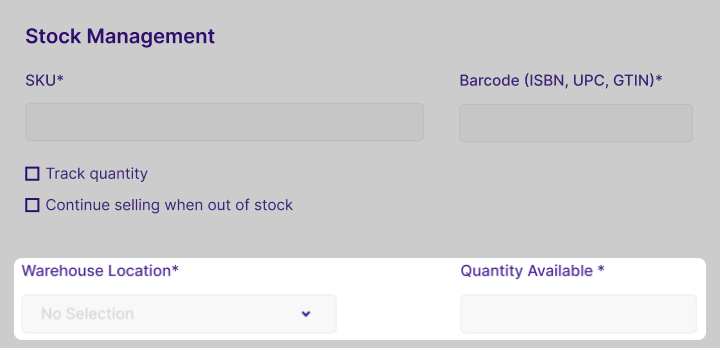 Stock Management
SKU* Barcode (ISBN, UPC, GTIN)*
Track quantity
Continue selling when out of stock
Warehouse Location* Quantity Available *
No Selection